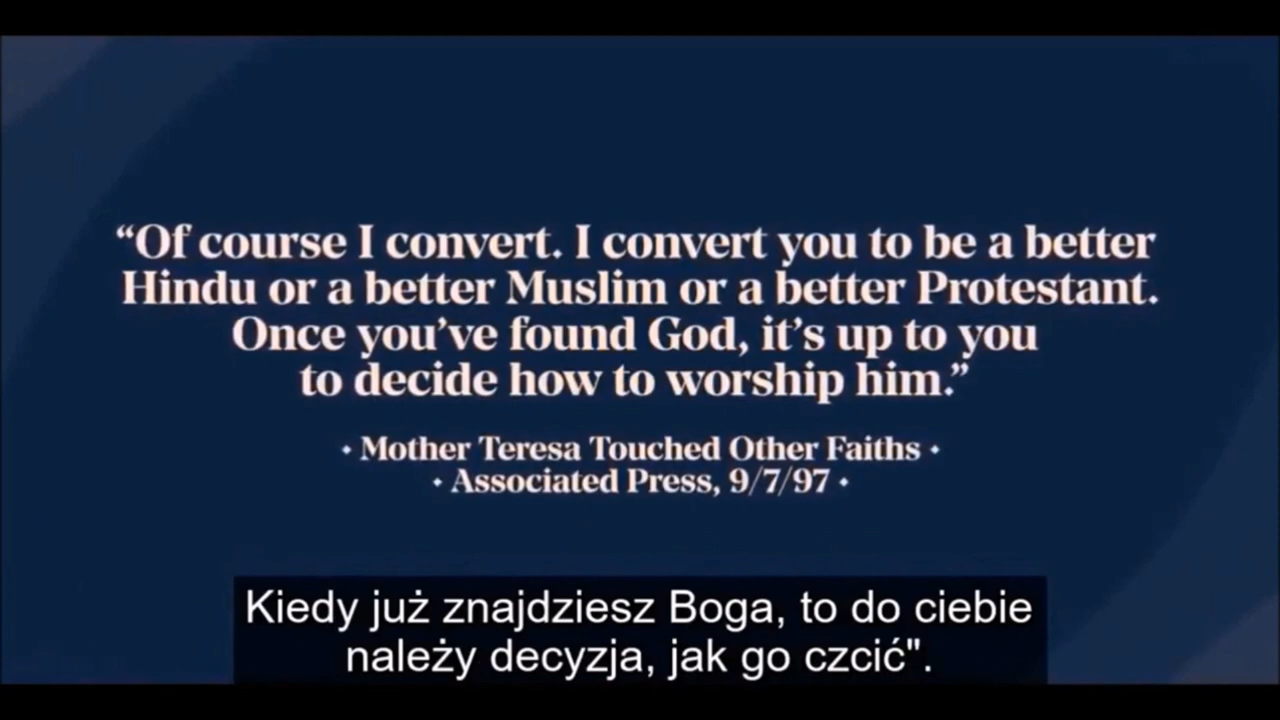 “Of course I convert. I convert you to be a better
Hindu or a better Muslim or a better Protestant.
Once you’ve found God, it’s up to you
to decide how to worship him.”
• Mother Teresa Touched Other Faiths •
• Associated Press, 9/7/97 •
Kiedy już znajdziesz Boga, to do ciebie
należy decyzja, jak go czcić".